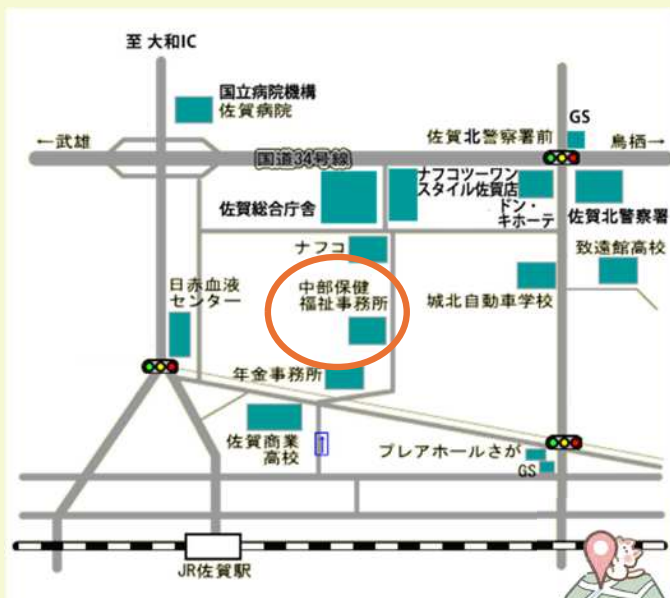 至 大和IC
国立病院機構
佐賀病院
GS
←武雄
佐賀北警察署前
鳥栖→
国道34号線
ナフコツーワン
スタイル佐賀店
佐賀総合庁舎
ドン・
キホーテ
佐賀北警察署
ナフコ
致遠館高校
日赤血液
センター
中部保健
福祉事務所
城北自動車学校
年金事務所
佐賀商業
高校
↑
プレアホールさが
GS
JR佐賀駅